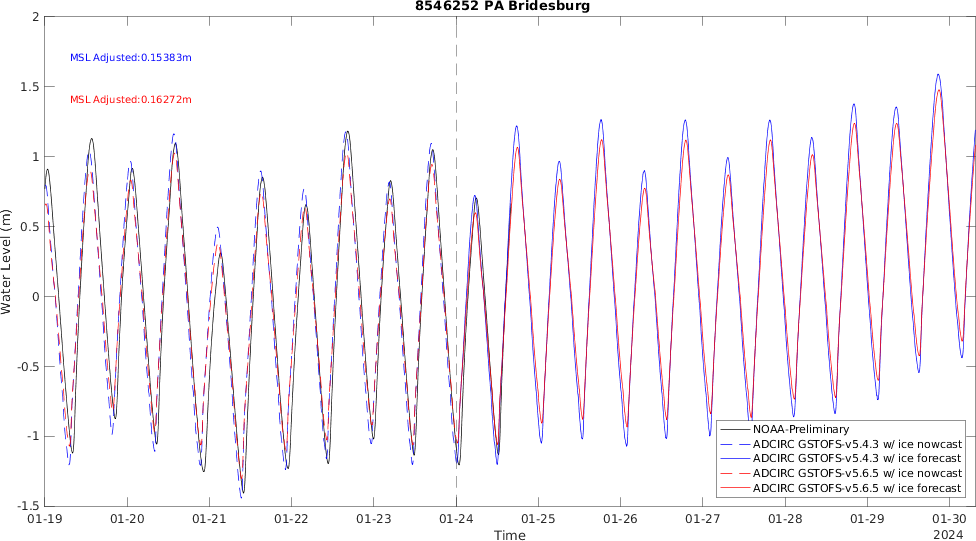 8546252 PA Bridesburg
MSL Adjusted:0.15383m
MSL Adjusted:0.16272m
Water Level (m)
2
1.5
1
0.5
0
-0.5
-1
-1.5
NOAA-Preliminary
ADCIRC GSTOFS-v5.4.3 w/ ice nowcast
ADCIRC GSTOFS-v5.4.3 w/ ice forecast
ADCIRC GSTOFS-v5.6.5 w/ ice nowcast
ADCIRC GSTOFS-v5.6.5 w/ ice forecast
01-19 01-20 01-21 01-22 01-23 01-24 01-25 01-26 01-27 01-28 01-29 01-30
Time
2024